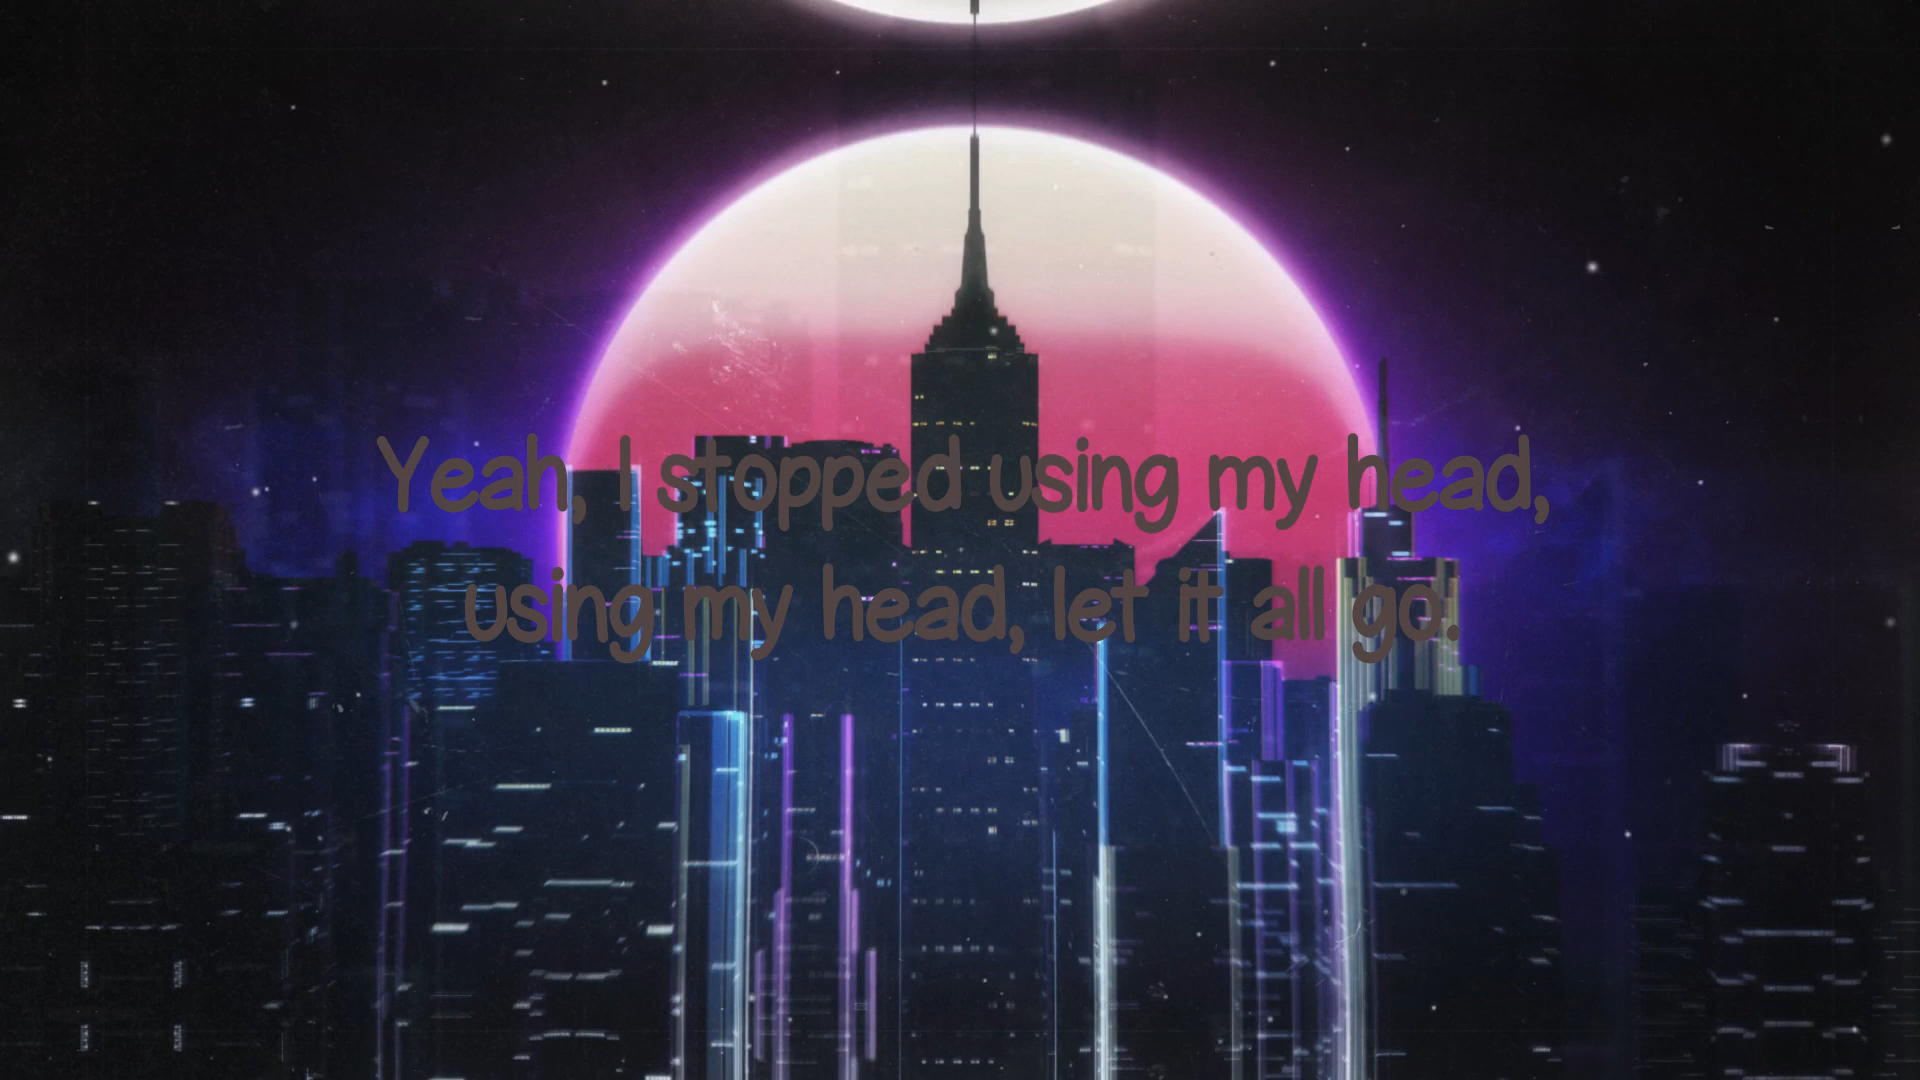 Yeah, I stopped using my head,
using my head, let it all go.